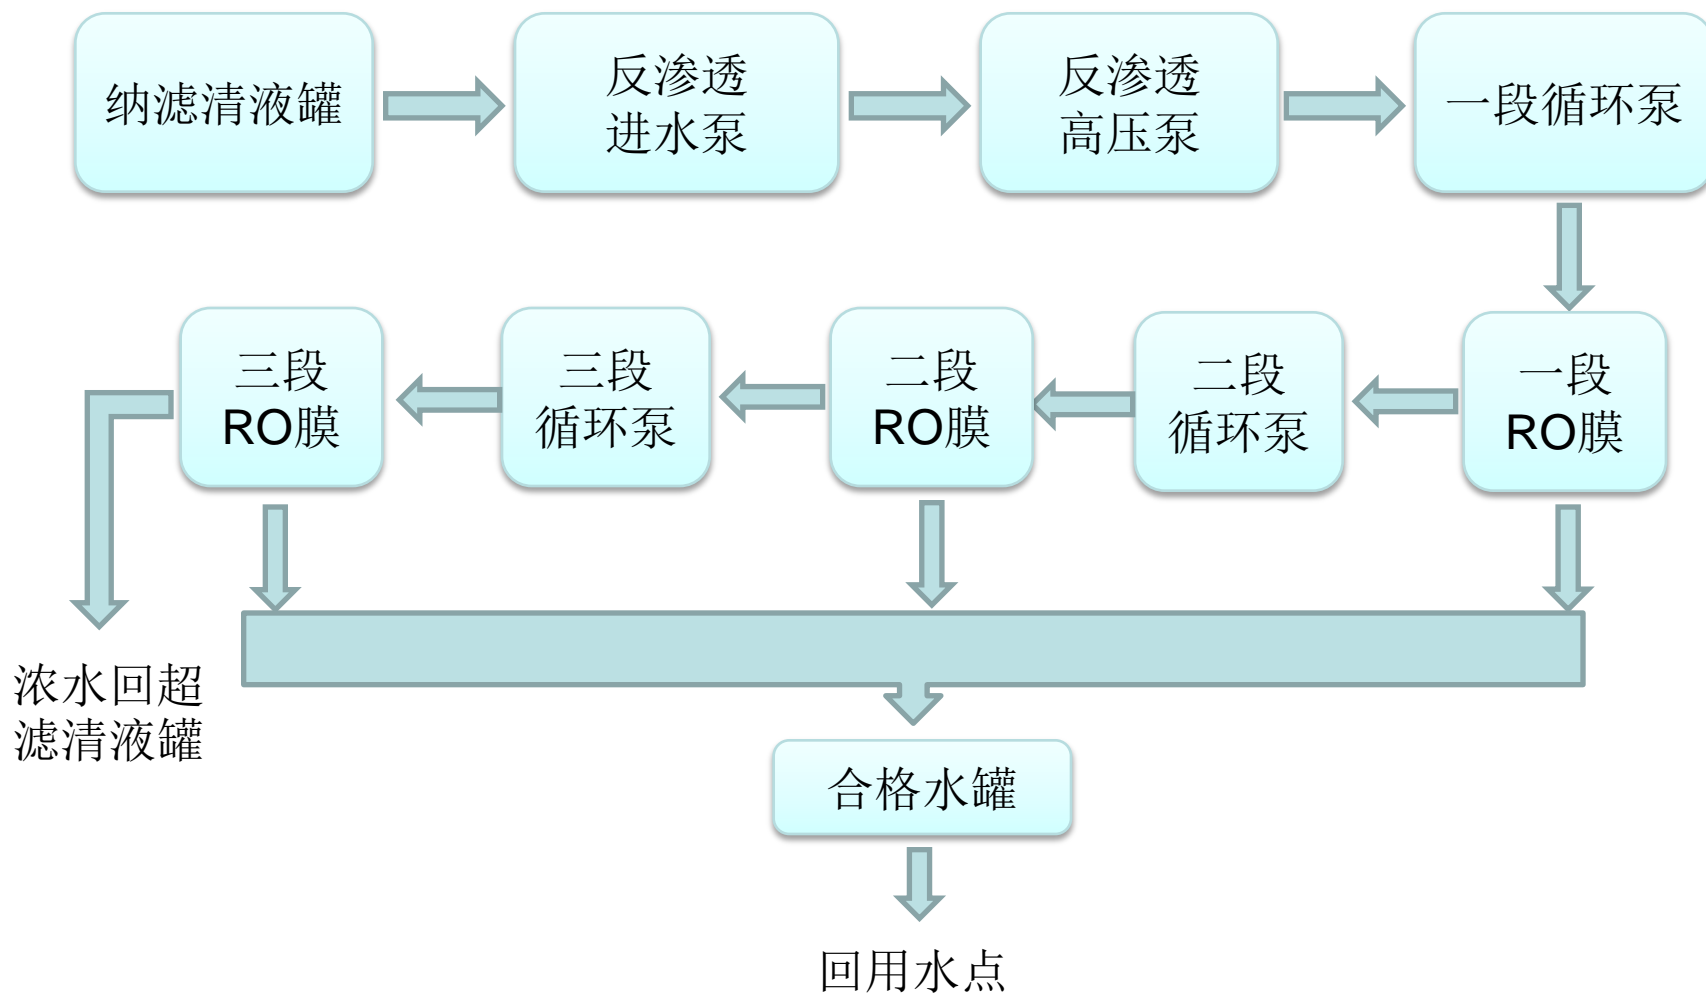 纳滤清液罐
反渗透
进水泵
反渗透
高压泵
一段循环泵
三段
RO膜
三段
循环泵
二段
RO膜
二段
循环泵
一段
RO膜
浓水回超
滤清液罐
合格水罐
回用水点